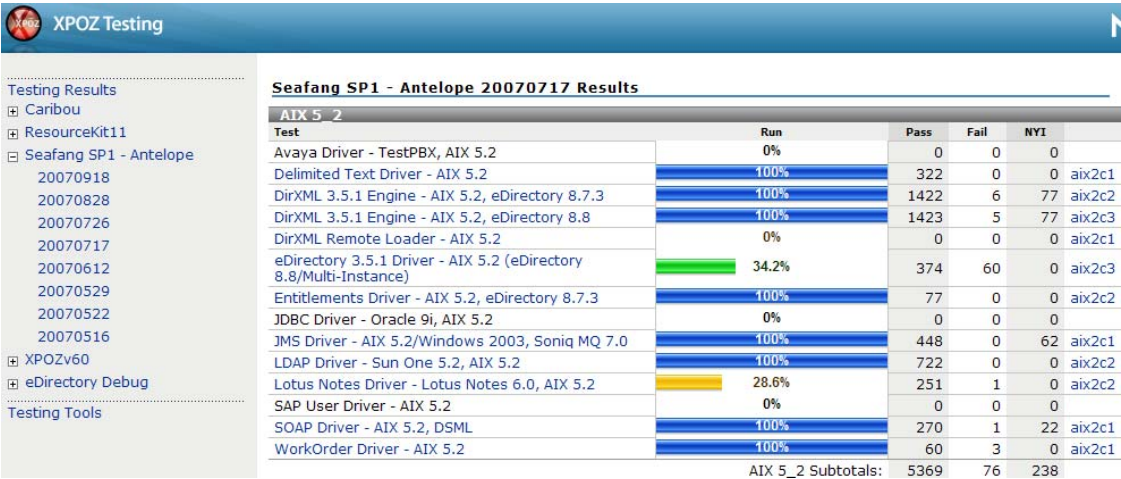 XPOZ
XPOZ Testing
Testing Results
Caribou
ResourceKit11
Seafang SP1 - Antelope
20070918
20070828
20070726
20070717
20070612
20070529
20070522
20070516
XPOZv60
eDirectory Debug
Testing Tools
Seafang SP1 - Antelope 20070717 Results
AIX 5_2
Test Run Pass Fail NYI
Avaya Driver - TestPBX, AIX 5.2 0% 0 0 0
Delimited Text Driver - AIX 5.2 100% 322 0 0 aix2c1
DirXML 3.5.1 Engine - AIX 5.2, eDirectory 8.7.3 100% 1422 6 77 aix2c2
DirXML 3.5.1 Engine - AIX 5.2, eDirectory 8.8 100% 1423 5 77 aix2c3
DirXML Remote Loader - AIX 5.2 0% 0 0 0 aix2c1
eDirectory 3.5.1 Driver - AIX 5.2 (eDirectory
8.8/Multi-Instance) 34.2% 374 60 0 aix2c3
Entitlements Driver - AIX 5.2, eDirectory 8.7.3 100% 77 0 0 aix2c2
JDBC Driver - Oracle 9i, AIX 5.2 0% 0 0 0
JMS Driver - AIX 5.2/Windows 2003, Soniq MQ 7.0 100% 448 0 62 aix2c1
LDAP Driver - Sun One 5.2, AIX 5.2 100% 722 0 0 aix2c2
Lotus Notes Driver - Lotus Notes 6.0, AIX 5.2 28.6% 251 1 0 aix2c2
SAP User Driver - AIX 5.2 0% 0 0 0
SOAP Driver - AIX 5.2, DSML 100% 270 1 22 aix2c1
WorkOrder Driver - AIX 5.2 100% 60 3 0 aix2c1
AIX 5_2 Subtotals: 5369 76 238